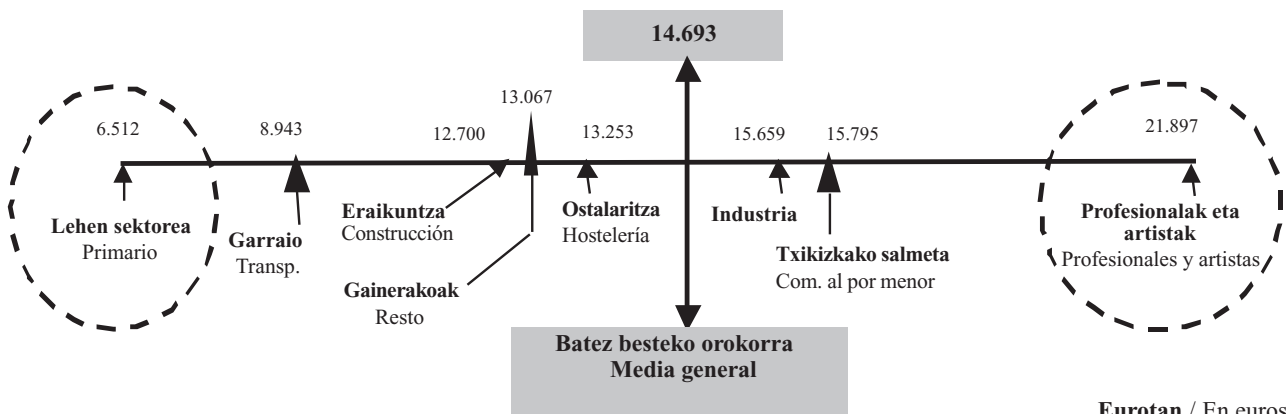 14.693
13.067
6.512
8.943
12.700
13.253
15.659
15.795
21.897
Lehen sektorea
Primario
Garraio
Transp.
Eraikuntza
Construcción
Gainerakoak
Resto
Ostalaritza
Hostelería
Industria
Txikizkako salmeta
Com. al por menor
Profesionalak eta
artistak
Profesionales y artistas
Batez besteko orokorra
Media general
Eurotan / En euros